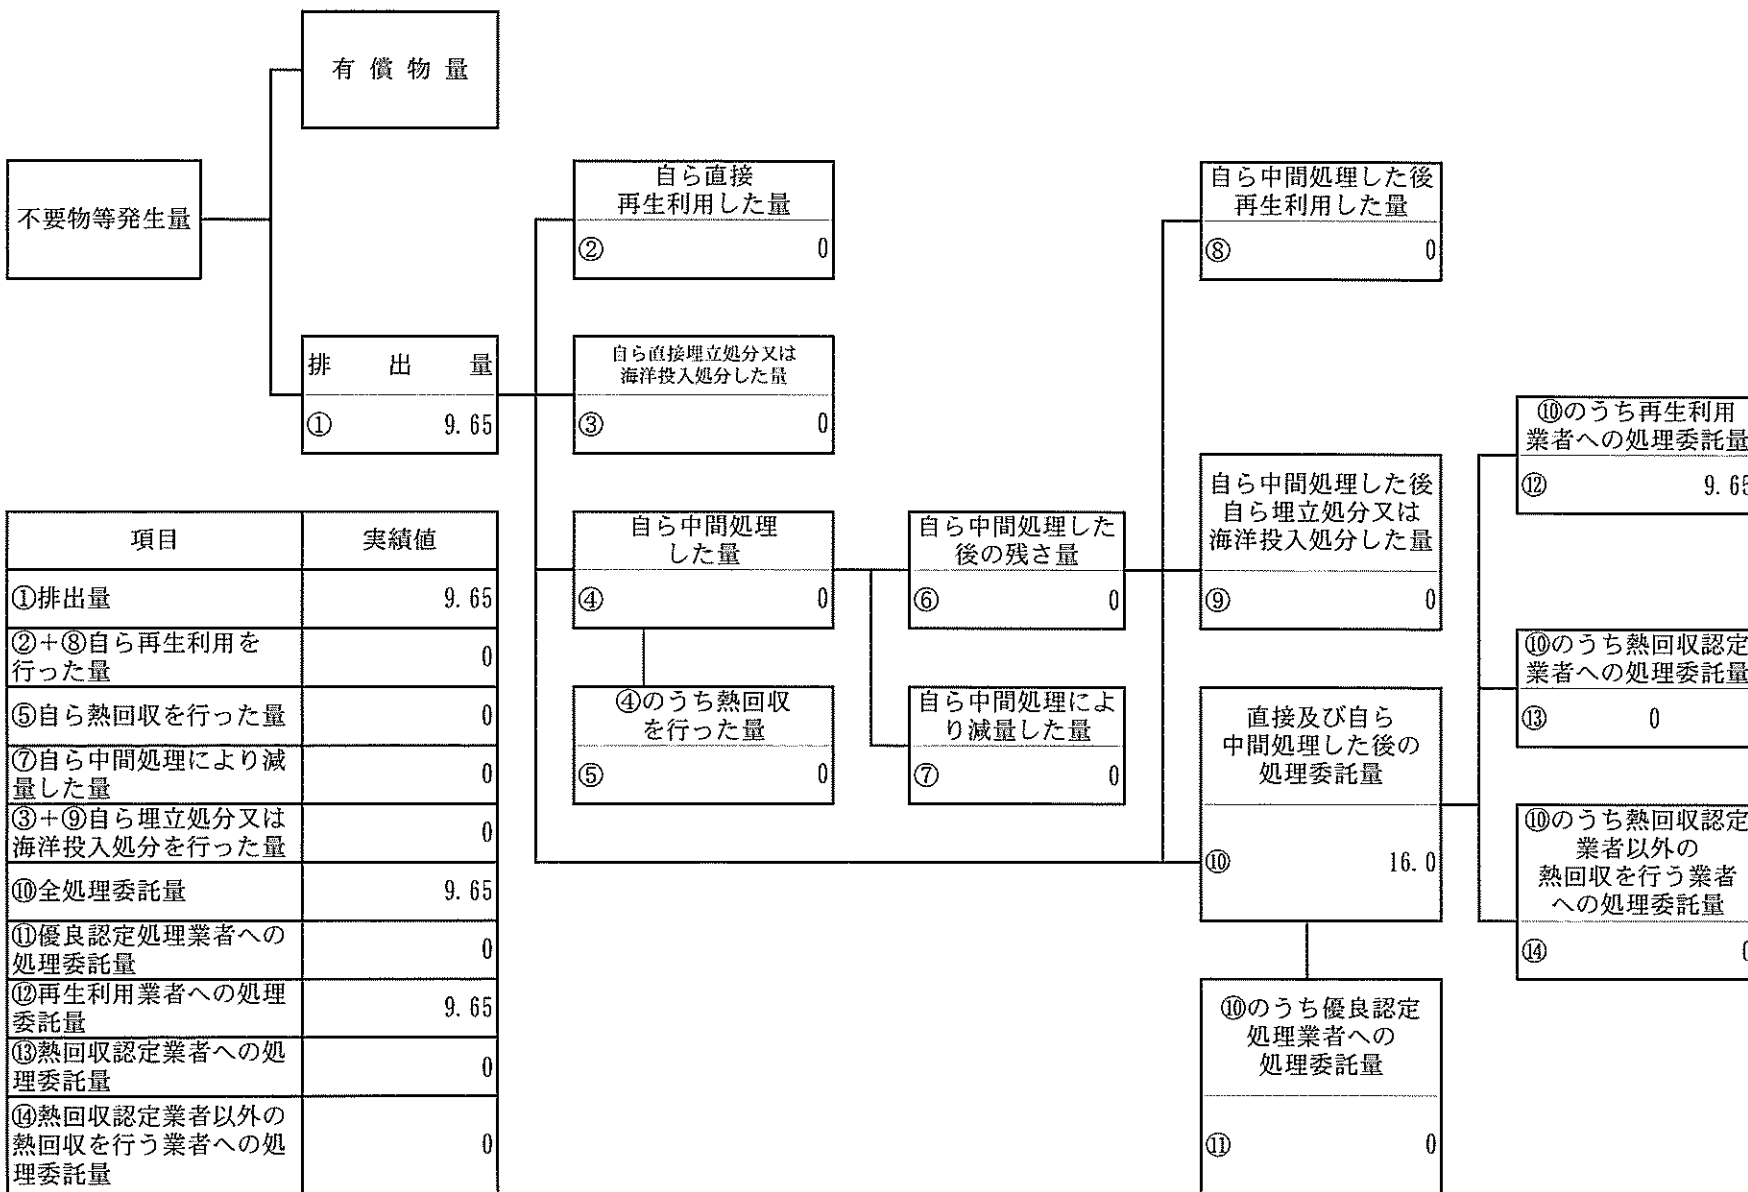 有償物量
不要物等発生量
排出量
① 9.65
自ら直接
再生利用した量
② 0
自ら直接埋立処分又は
海洋投入処分した量
③ 0
自ら中間処理
した量
④ 0
④のうち熱回収
を行った量
⑤ 0
自ら中間処理した
後の残さ量
⑥ 0
自ら中間処理によ
り減量した量
⑦ 0
自ら中間処理した後
再生利用した量
⑧ 0
自ら中間処理した後
自ら埋立処分又は
海洋投入処分した量
⑨ 0
直接及び自ら
中間処理した後の
処理委託量
⑩ 16.0
⑩のうち優良認定
処理業者への
処理委託量
⑪ 0
⑩のうち再生利用
業者への処理委託量
⑫ 9.65
⑩のうち熱回収認定
業者への処理委託量
⑬ 0
⑩のうち熱回収認定
業者以外の
熱回収を行う業者
への処理委託量
⑭ 0
項目 実績値
①排出量 9.65
②+⑧自ら再生利用を
行った量 0
⑤自ら熱回収を行った量 0
⑦自ら中間処理により減
量した量 0
③+⑨自ら埋立処分又は
海洋投入処分を行った量 0
⑩全処理委託量 9.65
⑪優良認定処理業者への
処理委託量 0
⑫再生利用業者への処理
委託量 9.65
⑬熱回収認定業者への処
理委託量 0
⑭熱回収認定業者以外の
熱回収を行う業者への処
理委託量 0